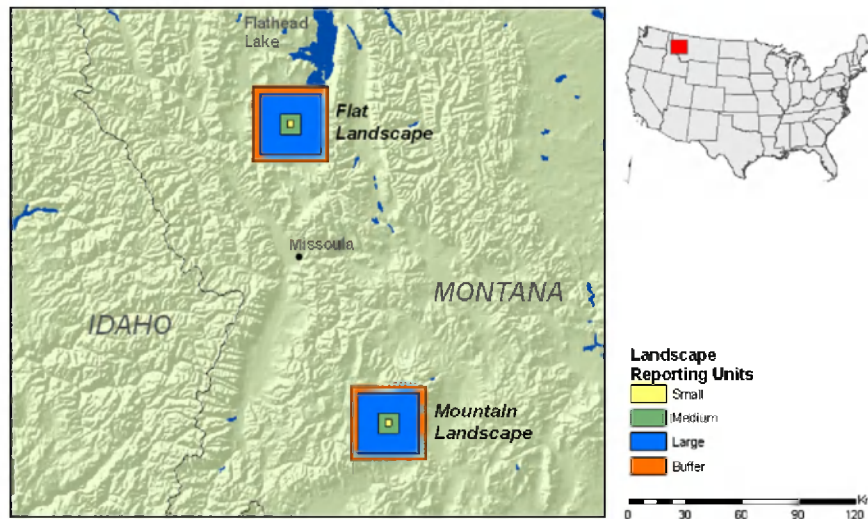 Flathead
Lake
Flat
Landscape
Missoula
MONTANA
IDAHO
Mountain
Landscape
Landscape
Reporting Units
Small
Medium
Large
Buffer
0 15 30 60 90 120